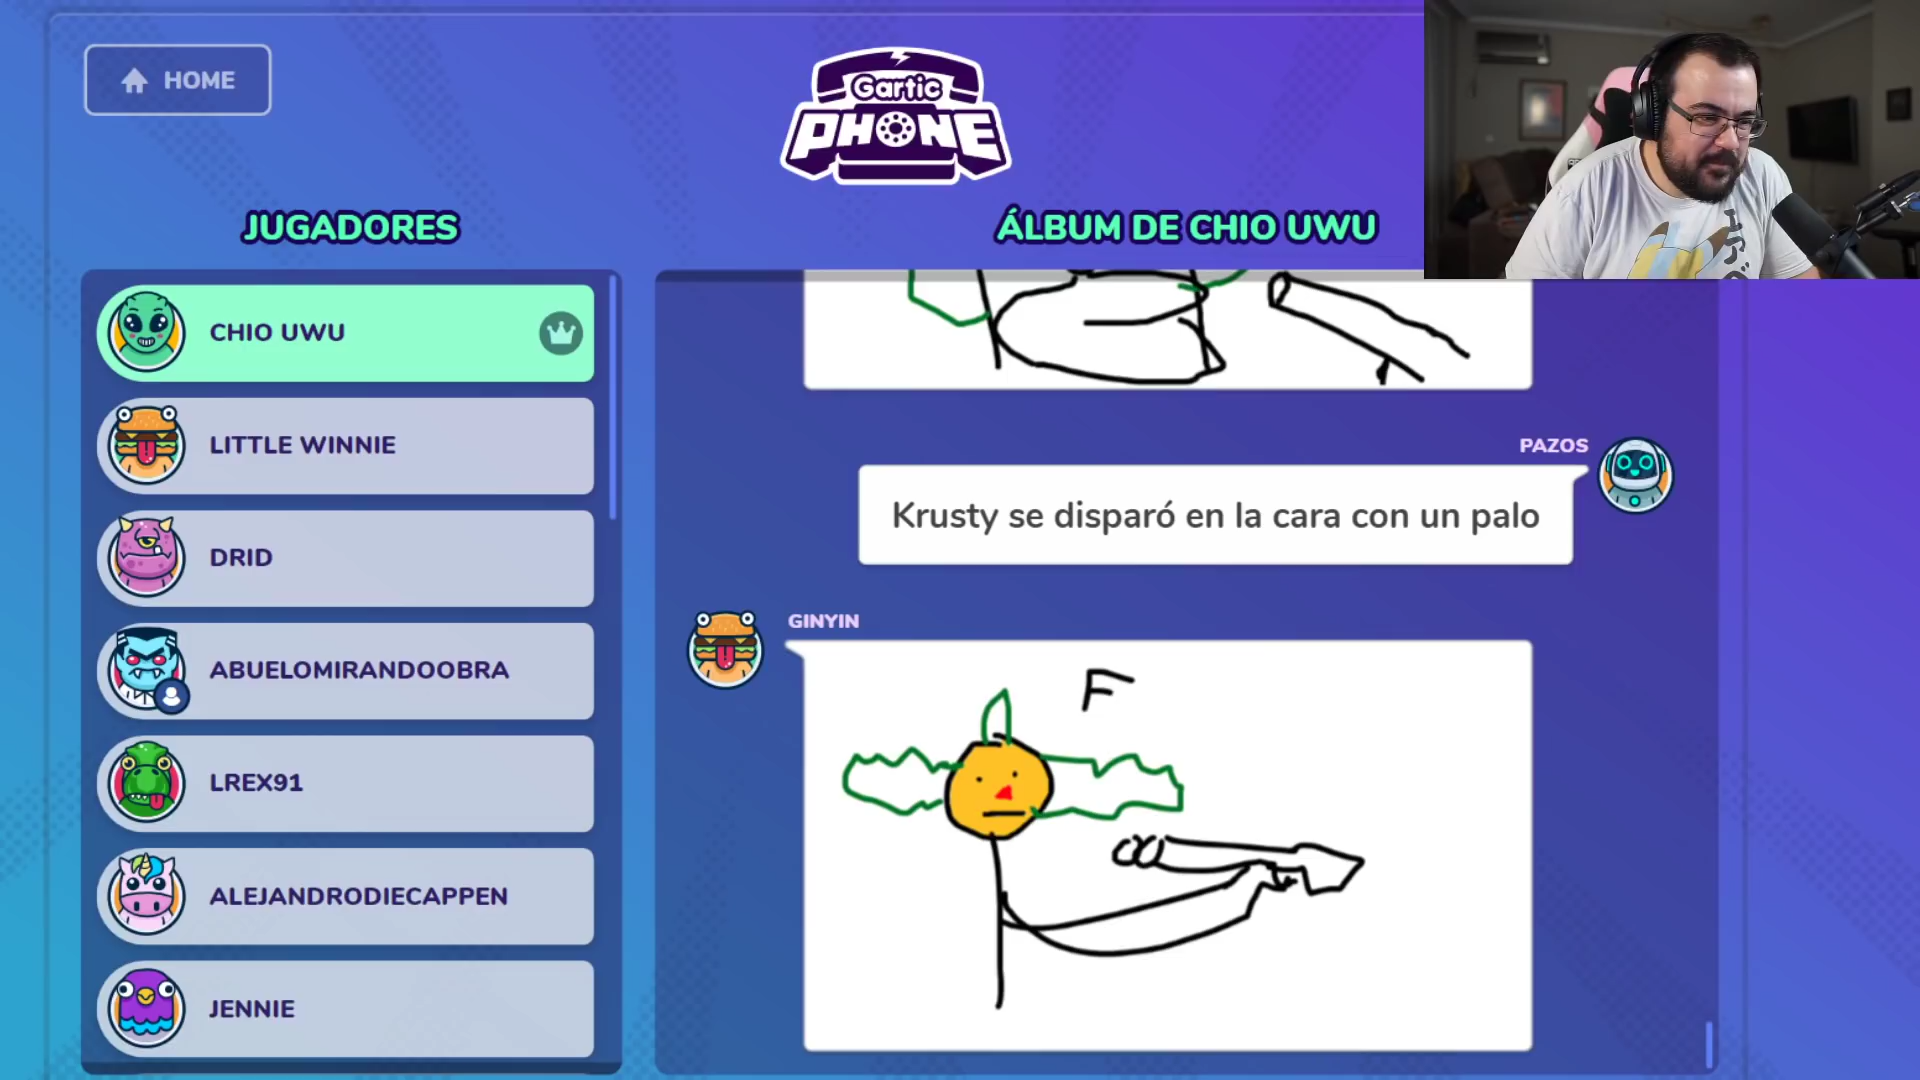 HOME
Gartic
PHONE
JUGADORES
ÁLBUM DE CHIO UWU
CHIO UWU
LITTLE WINNIE
DRID
ABUELOMIRANDOOBRA
LREX91
ALEJANDRODIECAPPEN
JENNIE
PAZOS
Krusty se disparó en la cara con un palo
GINYIN
F